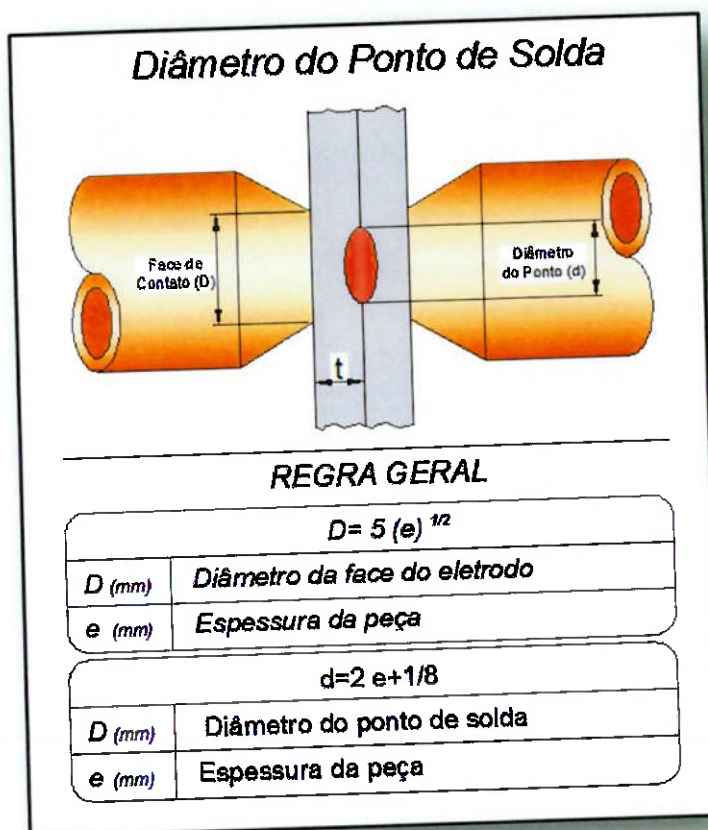 Diâmetro do Ponto de Solda
Face de
Contato (D)
Diâmetro
do Ponto (d)
t
REGRA GERAL
D= 5 (e) 1/2
D (mm) Diâmetro da face do eletrodo
e (mm) Espessura da peça
d=2 e+1/8
D (mm) Diâmetro do ponto de solda
e (mm) Espessura da peça